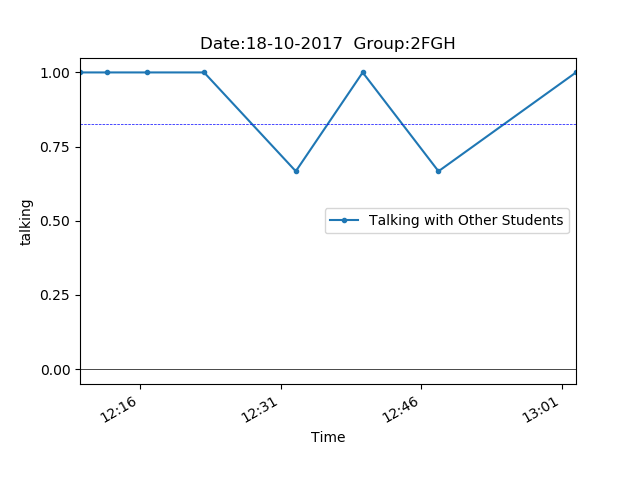 Date:18-10-2017  Group:2FGH
1.00
0.75
0.50
0.25
0.00
talking
Talking with Other Students
12:16
12:31
12:46
13:01
Time